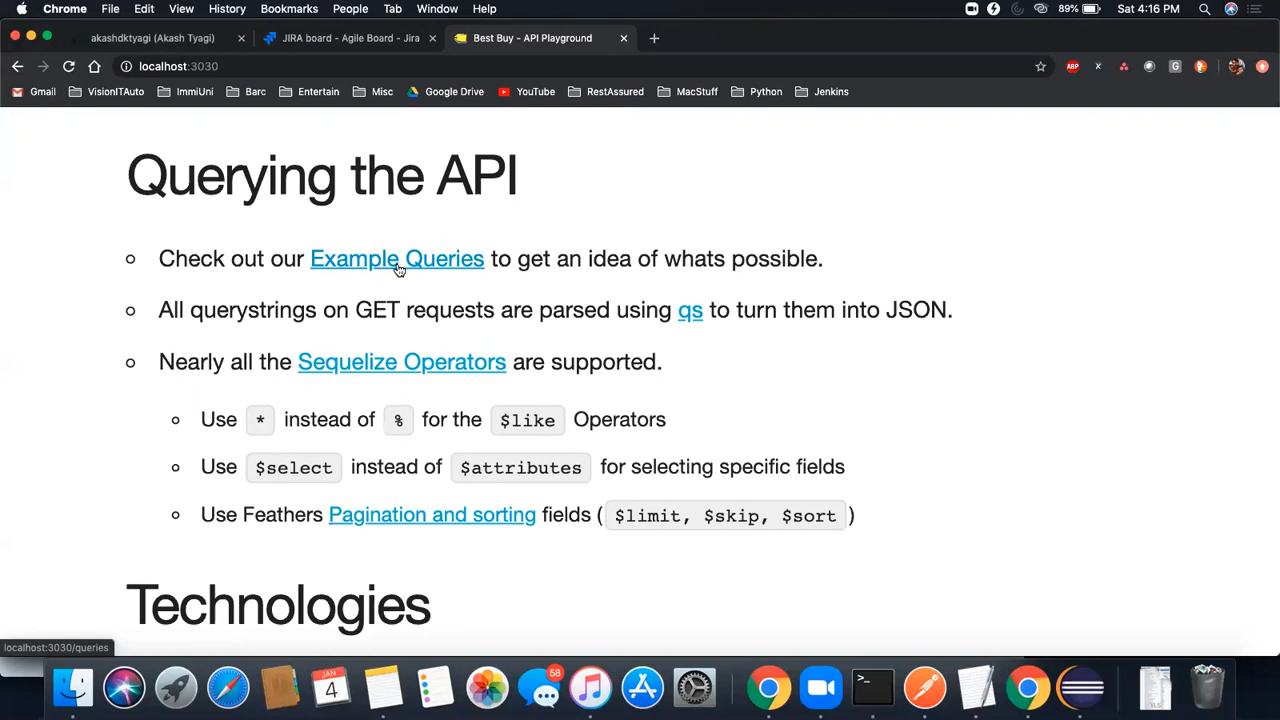 Chrome File Edit View History Bookmarks People Tab Window Help 89% Sat 4:16 PM
akashdktyagi (Akash Tyagi) JIRA board - Agile Board - Jira Best Buy - API Playground
localhost:3030
Gmail VisionITAuto ImmiUni Barc Entertain Misc Google Drive YouTube RestAssured MacStuff Python Jenkins
Querying the API
Check out our Example Queries to get an idea of whats possible.
All querystrings on GET requests are parsed using qs to turn them into JSON.
Nearly all the Sequelize Operators are supported.
Use * instead of % for the $like Operators
Use $select instead of $attributes for selecting specific fields
Use Feathers Pagination and sorting fields ( $limit, $skip, $sort )
Technologies
localhost:3030/queries
JAN
4
58